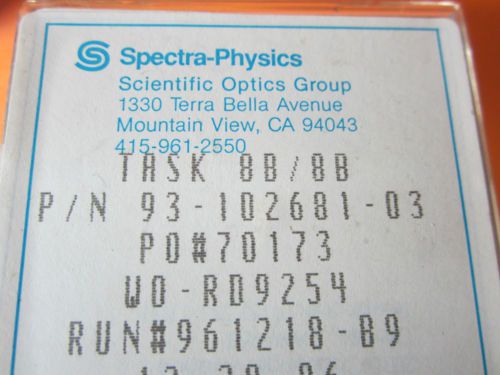 Spectra-Physics
Scientific Optics Group
1330 Terra Bella Avenue
Mountain View, CA 94043
415-961-2550
TASK 8B/8B
P/N 93-102681-03
PO#70173
WO-RD9254
RUN#961218-B9